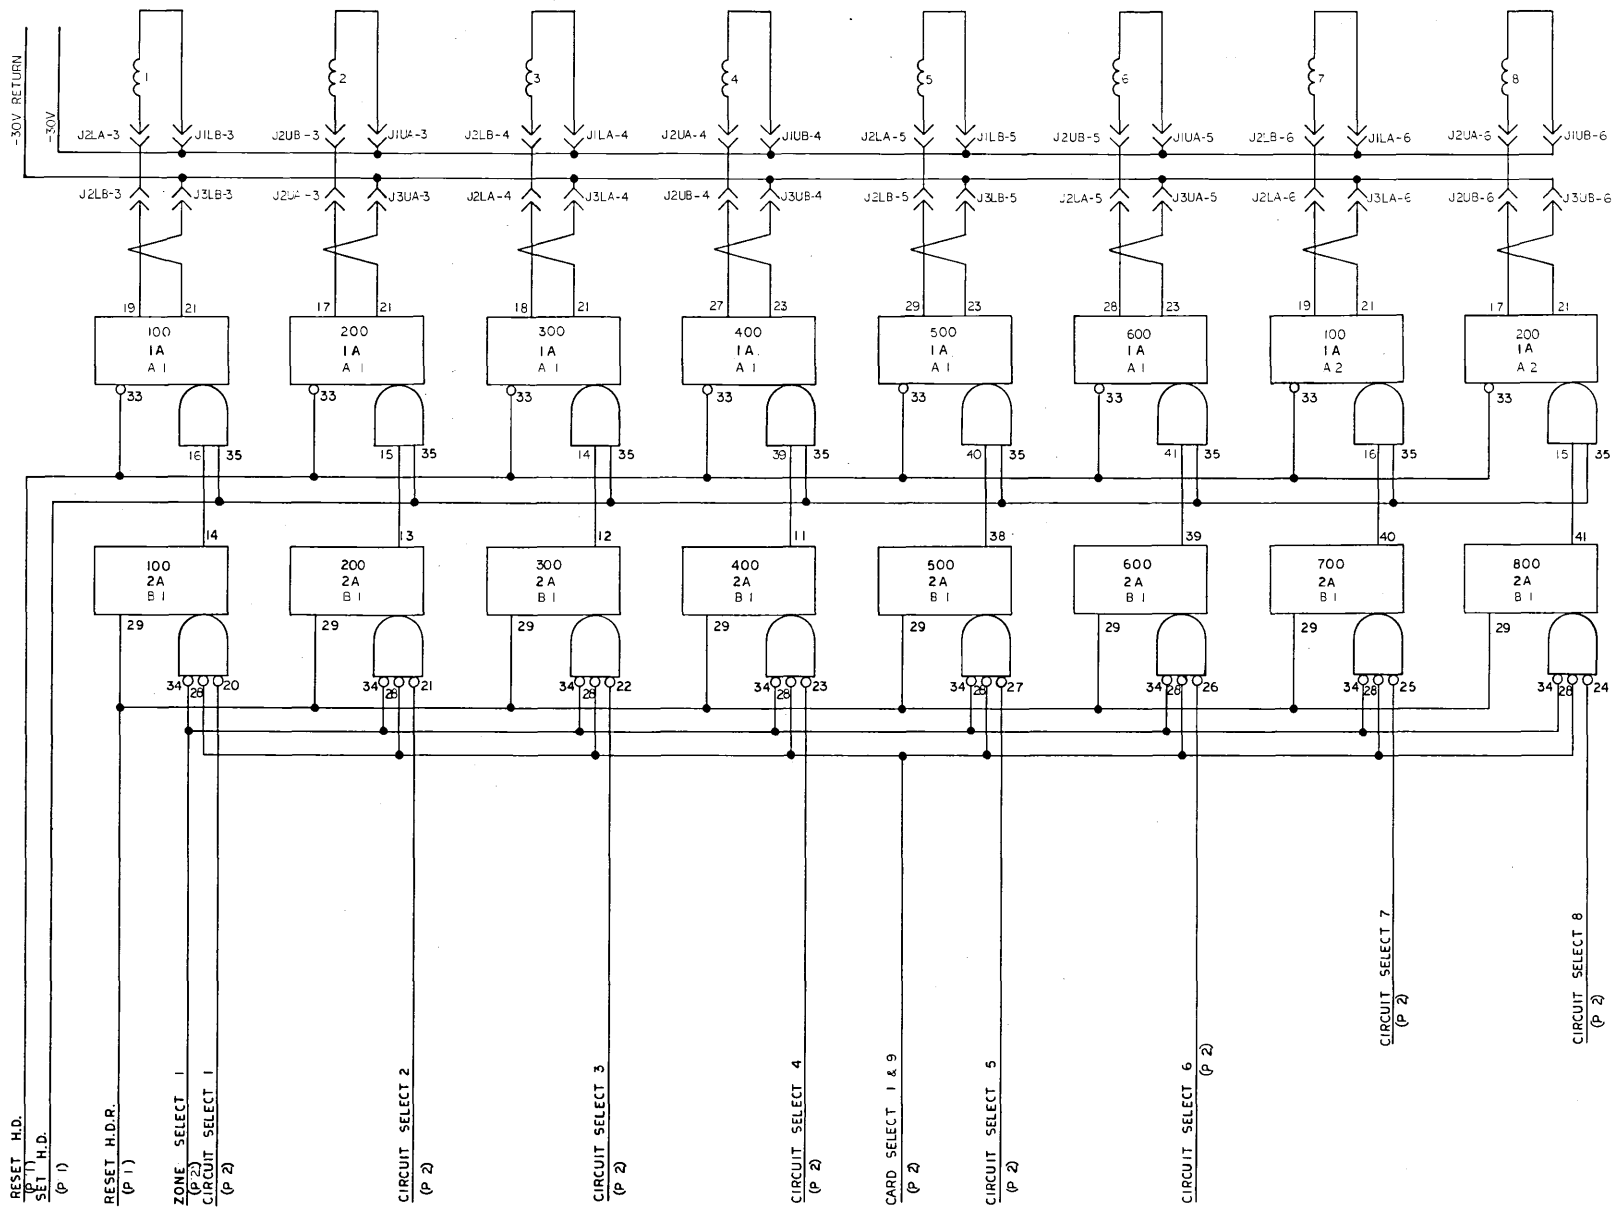 -30V RETURN
-30V
1 2 3 4 5 6 7 8
J2LA-3 J1LB-3 J2UB-3 J1UA-3 J2LB-4 J1LA-4 J2UA-4 J1UB-4 J2LA-5 J1LB-5 J2UB-5 J1UA-5 J2LB-6 J1LA-6 J2UA-6 J1UB-6
J2LB-3 J3LB-3 J2UA-3 J3UA-3 J2LA-4 J3LA-4 J2UB-4 J3UB-4 J2LB-5 J3LB-5 J2UA-5 J3UA-5 J2LA-6 J3LA-6 J2UB-6 J3UB-6
19 21 17 21 18 21 27 23 29 23 28 23 19 21 17 21
100 200 300 400 500 600 100 200
1A 1A 1A 1A. 1A 1A 1A 1A
A1 A1 A1 A1 A1 A1 A2 A2
33 33 33 33 33 33 33 33
16 35 15 35 14 35 39 35 40 35 41 35 16 35 15 35
14 13 12 11 38 39 40 41
100 200 300 400 500 600 700 800
2A 2A 2A 2A 2A 2A 2A 2A
B1 B1 B1 B1 B1 B1 B1 B1
29 29 29 29 29 29 29 29
34 28 20 34 28 21 34 28 22 34 28 23 34 28 27 34 28 26 34 28 25 34 28 24
RESET H.D.
(P 1)
SET H.D.
(P 1)
RESET H.D.R.
(P 1)
ZONE SELECT 1
(P 2)
CIRCUIT SELECT 1
(P 2)
CIRCUIT SELECT 2
(P 2)
CIRCUIT SELECT 3
(P 2)
CIRCUIT SELECT 4
(P 2)
CARD SELECT 1 & 9
(P 2)
CIRCUIT SELECT 5
(P 2)
CIRCUIT SELECT 6
(P 2)
CIRCUIT SELECT 7
(P 2)
CIRCUIT SELECT 8
(P 2)